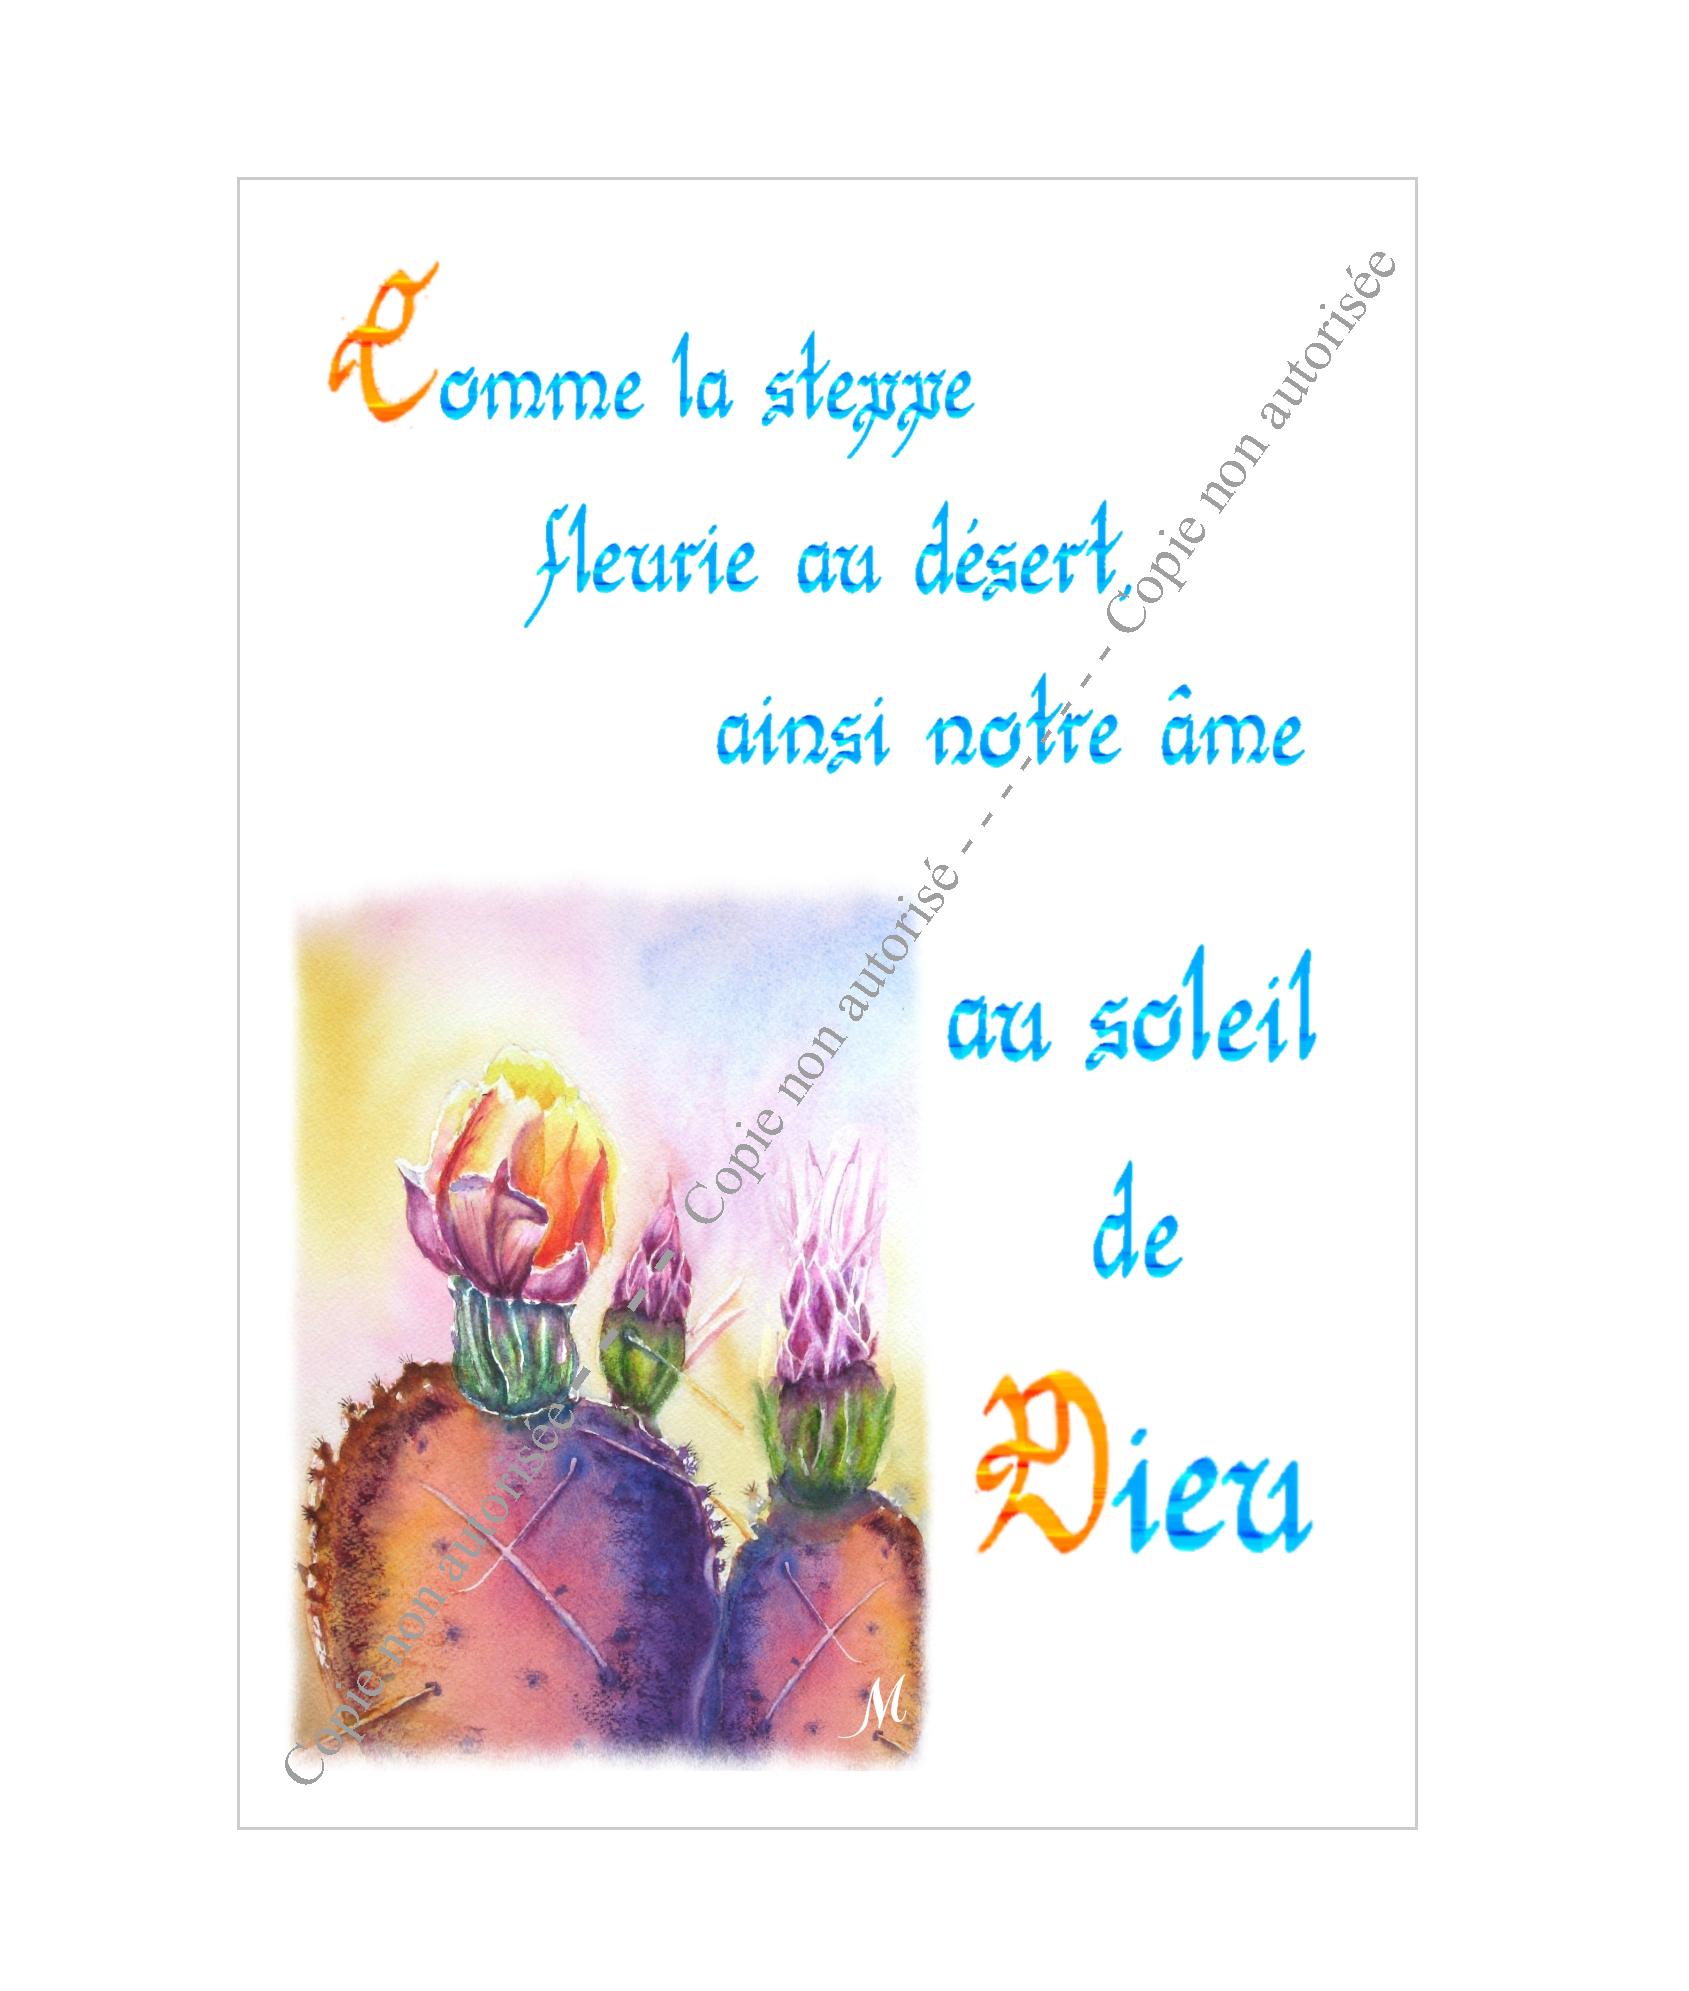 Comme la steppe
fleurie au désert,
ainsi notre âme
au soleil
de
Dieu
M
Copie non autorisée - - - Copie non autorisé - - - - - - - Copie non autorisée